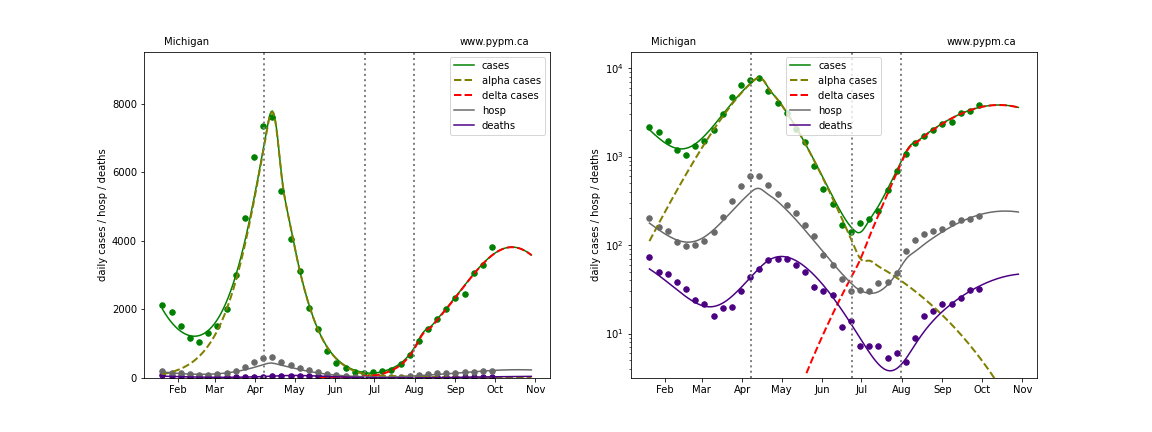 Michigan www.pypm.ca
cases
alpha cases
delta cases
hosp
deaths
daily cases / hosp / deaths
8000
6000
4000
2000
0
Feb Mar Apr May Jun Jul Aug Sep Oct Nov
Michigan www.pypm.ca
cases
alpha cases
delta cases
hosp
deaths
daily cases / hosp / deaths
10⁴
10³
10²
10¹
Feb Mar Apr May Jun Jul Aug Sep Oct Nov